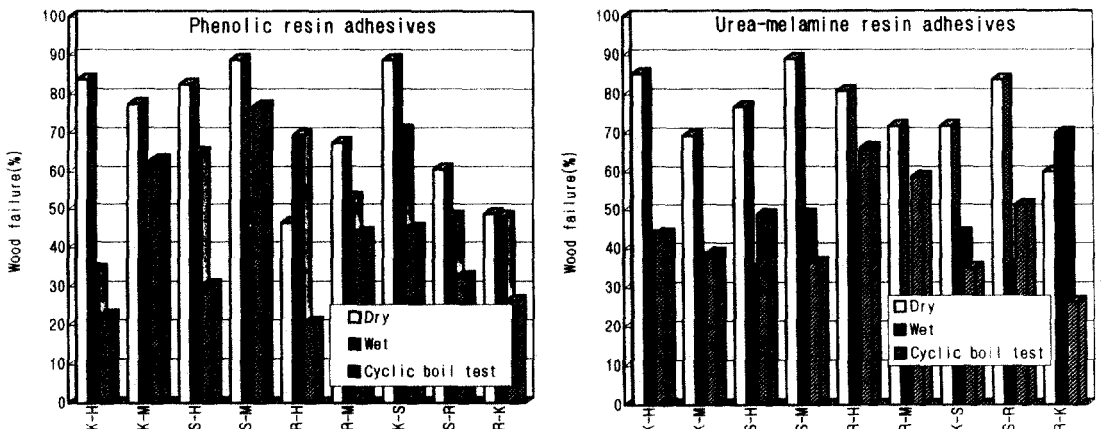 Phenolic resin adhesives
Wood failure(%)
100
90
80
70
60
50
40
30
20
10
0
Dry
Wet
Cyclic boil test
K-H
K-M
S-H
S-M
R-H
R-M
K-S
S-R
R-K
Urea-melamine resin adhesives
Wood failure(%)
100
90
80
70
60
50
40
30
20
10
0
Dry
Wet
Cyclic boil test
K-H
K-M
S-H
S-M
R-H
R-M
K-S
S-R
R-K